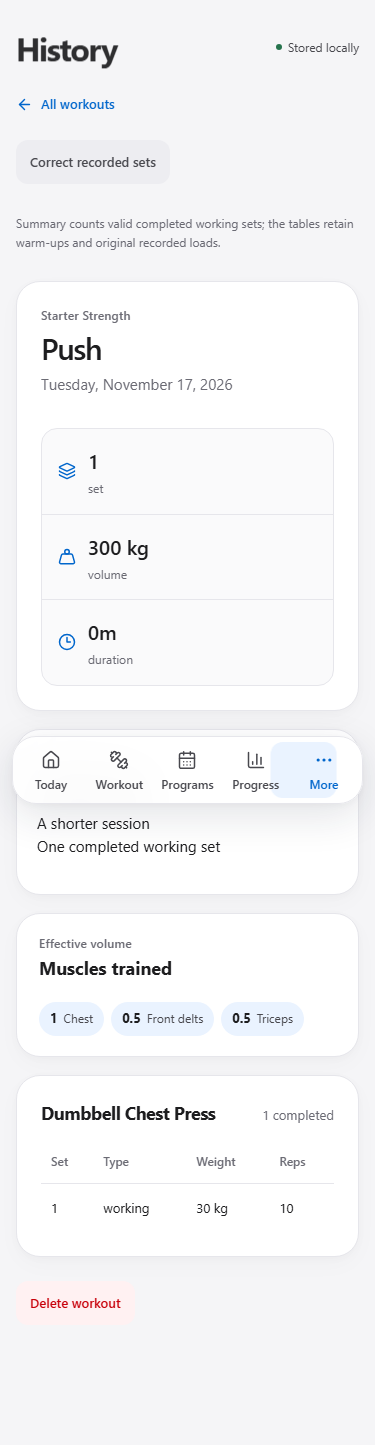 History
Stored locally
All workouts
Correct recorded sets
Summary counts valid completed working sets; the tables retain
warm-ups and original recorded loads.
Starter Strength
Push
Tuesday, November 17, 2026
1
set
300 kg
volume
0m
duration
Today
Workout
Programs
Progress
More
A shorter session
One completed working set
Effective volume
Muscles trained
1 Chest
0.5 Front delts
0.5 Triceps
Dumbbell Chest Press
1 completed
Set Type Weight Reps
1 working 30 kg 10
Delete workout